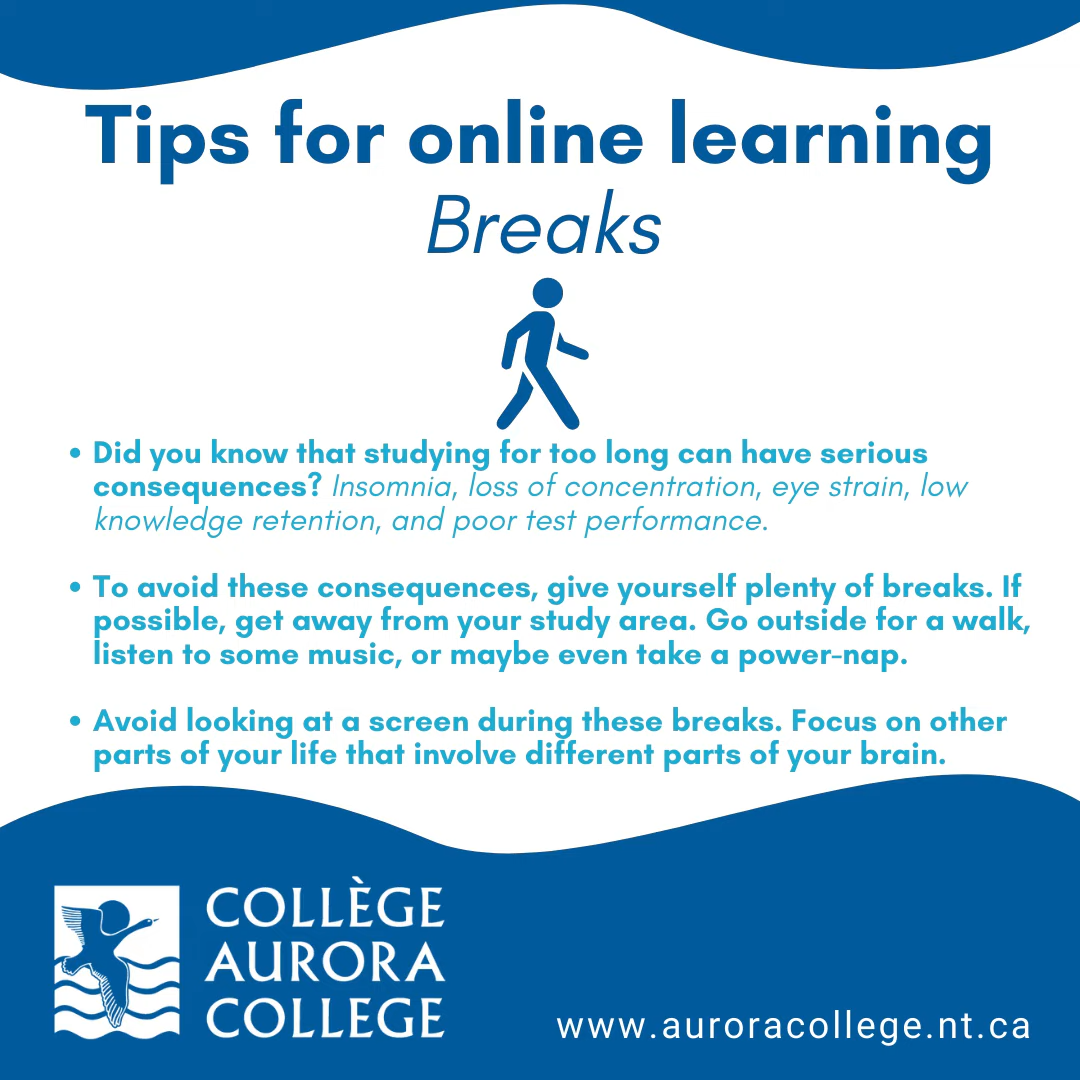 Tips for online learning
Breaks
• Did you know that studying for too long can have serious
consequences? Insomnia, loss of concentration, eye strain, low
knowledge retention, and poor test performance.
• To avoid these consequences, give yourself plenty of breaks. If
possible, get away from your study area. Go outside for a walk,
listen to some music, or maybe even take a power-nap.
• Avoid looking at a screen during these breaks. Focus on other
parts of your life that involve different parts of your brain.
COLLÈGE
AURORA
COLLEGE
www.auroracollege.nt.ca